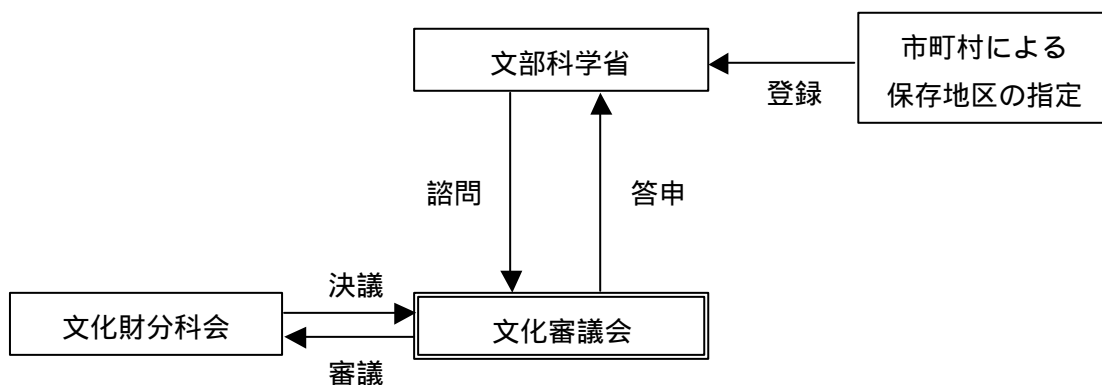 文部科学省
市町村による
保存地区の指定
登録
諮問
答申
決議
文化財分科会
文化審議会
審議